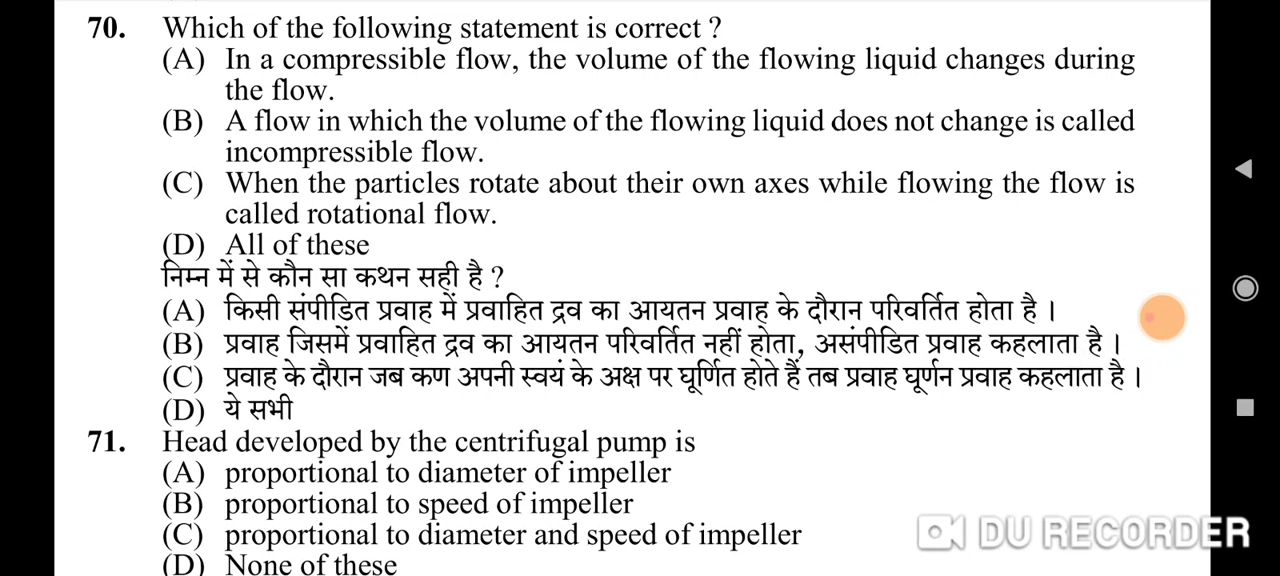 70. Which of the following statement is correct ?
(A) In a compressible flow, the volume of the flowing liquid changes during
the flow.
(B) A flow in which the volume of the flowing liquid does not change is called
incompressible flow.
(C) When the particles rotate about their own axes while flowing the flow is
called rotational flow.
(D) All of these
निम्न में से कौन सा कथन सही है ?
(A) किसी संपीडित प्रवाह में प्रवाहित द्रव का आयतन प्रवाह के दौरान परिवर्तित होता है ।
(B) प्रवाह जिसमें प्रवाहित द्रव का आयतन परिवर्तित नहीं होता, असंपीडित प्रवाह कहलाता है ।
(C) प्रवाह के दौरान जब कण अपनी स्वयं के अक्ष पर घूर्णित होते हैं तब प्रवाह घूर्णन प्रवाह कहलाता है ।
(D) ये सभी
71. Head developed by the centrifugal pump is
(A) proportional to diameter of impeller
(B) proportional to speed of impeller
(C) proportional to diameter and speed of impeller
(D) None of these
DU RECORDER